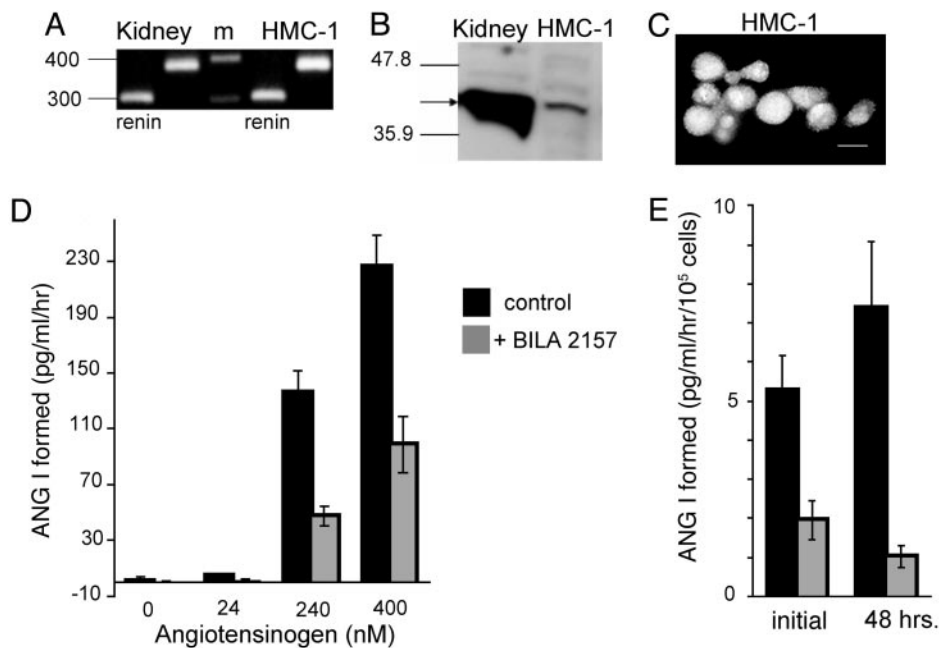 A
Kidney m HMC-1
400
300
renin renin
B
Kidney HMC-1
47.8
35.9
C
HMC-1
D
ANG I formed (pg/ml/hr)
230
190
150
110
70
30
-10
0 24 240 400
Angiotensinogen (nM)
control
+ BILA 2157
E
ANG I formed (pg/ml/hr/10⁵ cells)
10
5
0
initial 48 hrs.